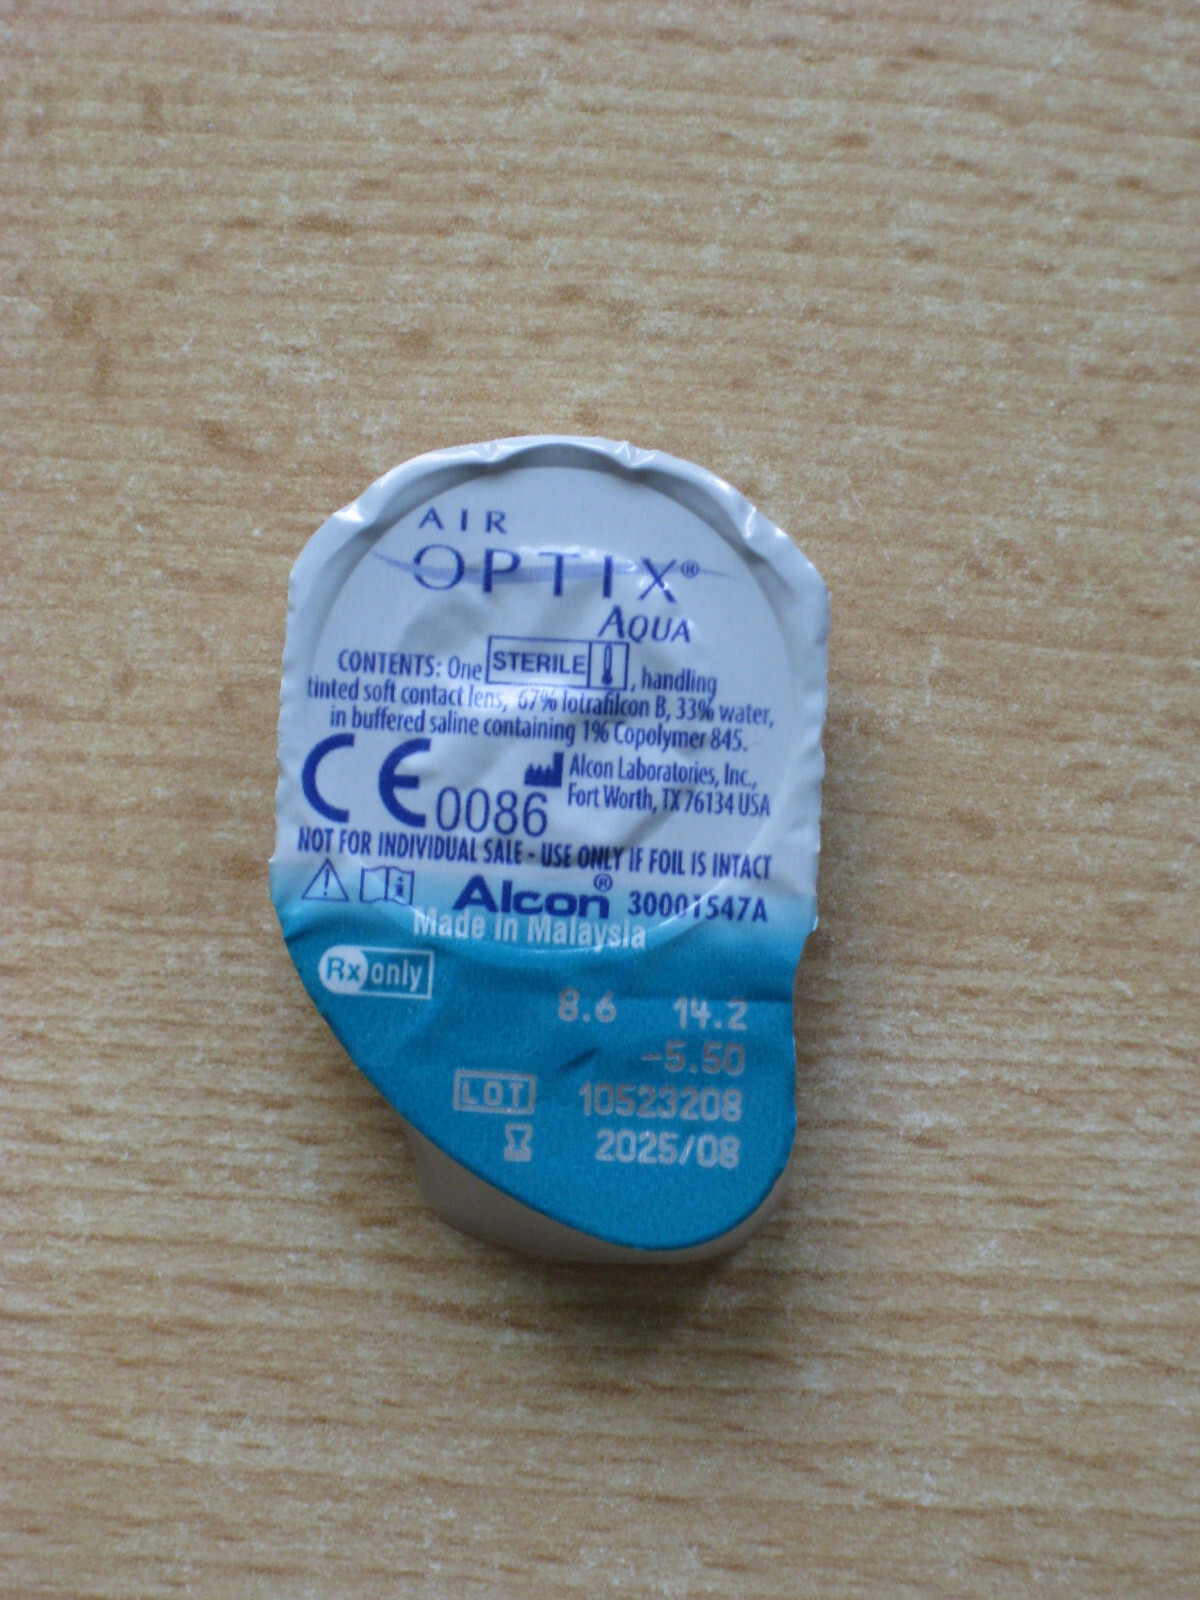 AIR
OPTIX®
AQUA
CONTENTS: One STERILE, handling
tinted soft contact lens, 67% lotrafilcon B, 33% water,
in buffered saline containing 1% Copolymer 845.
CE 0086
Alcon Laboratories, Inc.,
Fort Worth, TX 76134 USA
NOT FOR INDIVIDUAL SALE - USE ONLY IF FOIL IS INTACT
Alcon® 30001547A
Made in Malaysia
Rx only
8.6 14.2
-5.50
LOT 10523208
2025/08